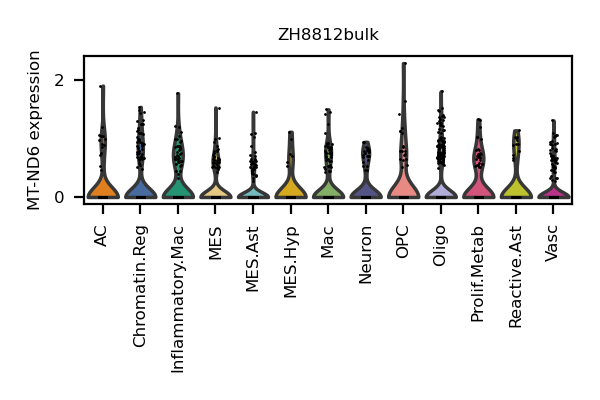 ZH8812bulk
MT-ND6 expression
2
0
AC
Chromatin.Reg
Inflammatory.Mac
MES
MES.Ast
MES.Hyp
Mac
Neuron
OPC
Oligo
Prolif.Metab
Reactive.Ast
Vasc